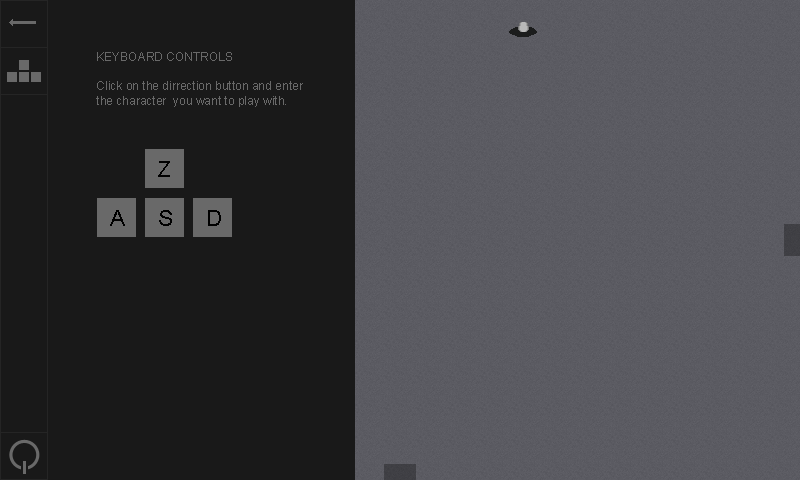 KEYBOARD CONTROLS
Click on the dirrection button and enter
the character you want to play with.
Z
A S D